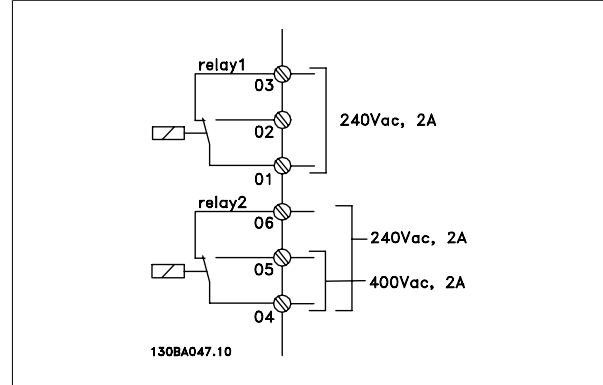 relay1
03
02
240Vac, 2A
01
relay2
06
240Vac, 2A
05
400Vac, 2A
04
130BA047.10